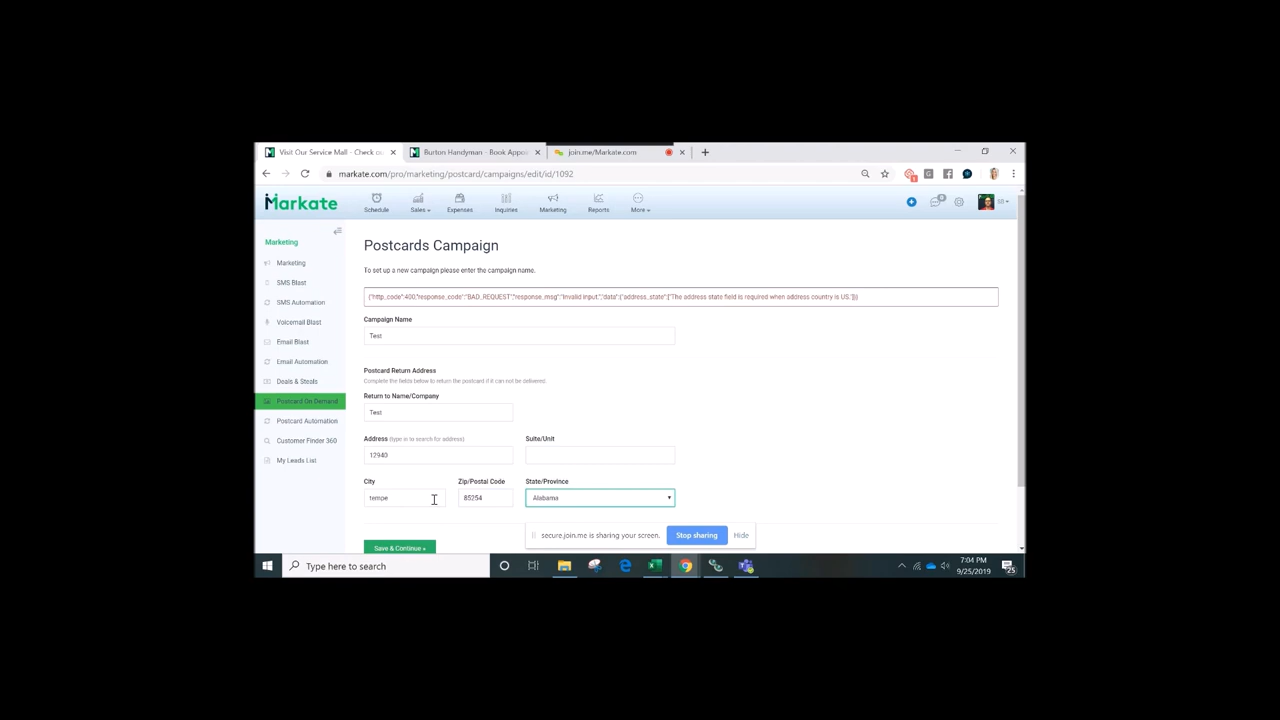 Visit Our Service Mall - Check ou
Burton Handyman - Book Appoi
join.me/Markate.com
markate.com/pro/marketing/postcard/campaigns/edit/id/1092
Markate
Schedule
Sales
Expenses
Inquiries
Marketing
Reports
More
Marketing
Marketing
SMS Blast
SMS Automation
Voicemail Blast
Email Blast
Email Automation
Deals & Steals
Postcard On Demand
Postcard Automation
Customer Finder 360
My Leads List
Postcards Campaign
To set up a new campaign please enter the campaign name.
{"http_code":400,"response_code":"BAD_REQUEST","response_msg":"Invalid input.","data":{"address_state":["The address state field is required when address country is US."]}}
Campaign Name
Test
Postcard Return Address
Complete the fields below to return the postcard if it can not be delivered.
Return to Name/Company
Test
Address (type is to search for address)
Suite/Unit
12940
City
Zip/Postal Code
State/Province
tempe
85254
Alabama
secure.join.me is sharing your screen.
Stop sharing
Hide
Save & Continue »
Type here to search
7:04 PM
9/25/2019
25